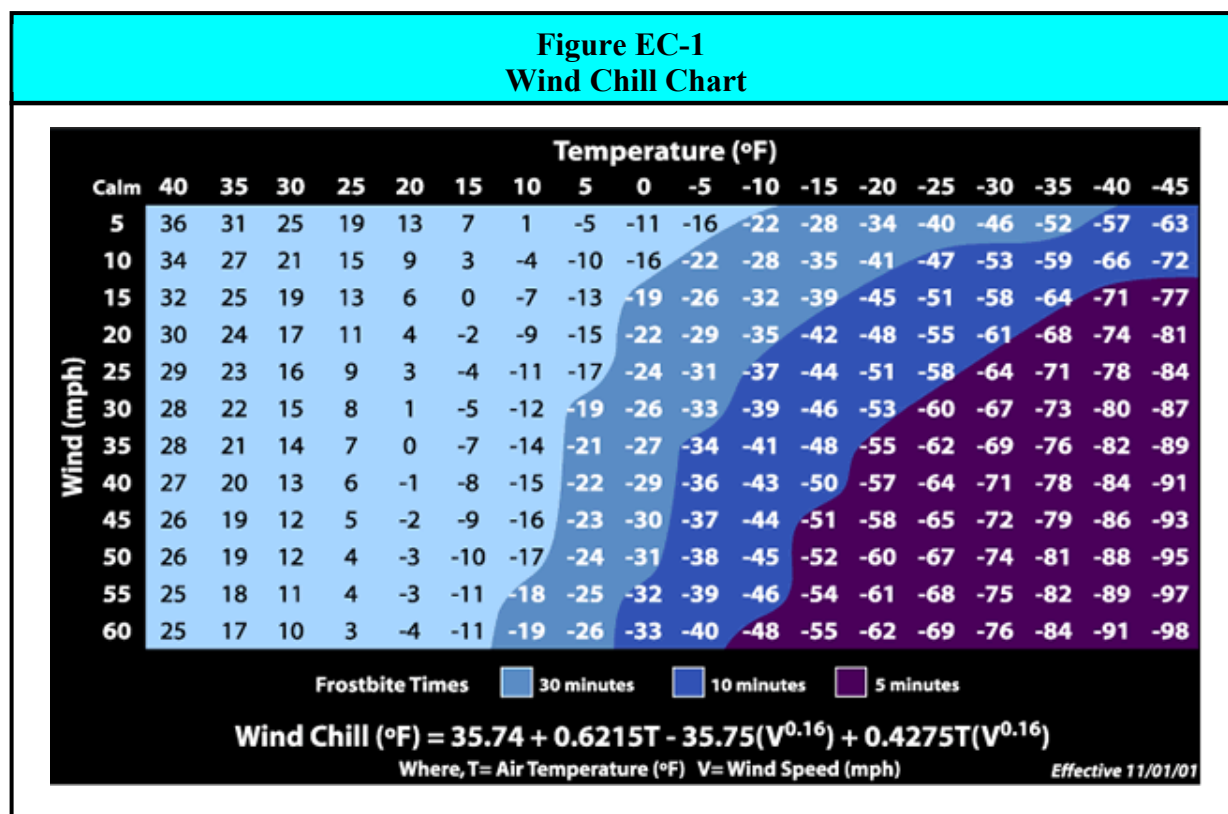 Figure EC-1
Wind Chill Chart
Temperature (ºF)
Calm 40 35 30 25 20 15 10 5 0 -5 -10 -15 -20 -25 -30 -35 -40 -45
5 36 31 25 19 13 7 1 -5 -11 -16 -22 -28 -34 -40 -46 -52 -57 -63
10 34 27 21 15 9 3 -4 -10 -16 -22 -28 -35 -41 -47 -53 -59 -66 -72
15 32 25 19 13 6 0 -7 -13 -19 -26 -32 -39 -45 -51 -58 -64 -71 -77
20 30 24 17 11 4 -2 -9 -15 -22 -29 -35 -42 -48 -55 -61 -68 -74 -81
25 29 23 16 9 3 -4 -11 -17 -24 -31 -37 -44 -51 -58 -64 -71 -78 -84
30 28 22 15 8 1 -5 -12 -19 -26 -33 -39 -46 -53 -60 -67 -73 -80 -87
35 28 21 14 7 0 -7 -14 -21 -27 -34 -41 -48 -55 -62 -69 -76 -82 -89
40 27 20 13 6 -1 -8 -15 -22 -29 -36 -43 -50 -57 -64 -71 -78 -84 -91
45 26 19 12 5 -2 -9 -16 -23 -30 -37 -44 -51 -58 -65 -72 -79 -86 -93
50 26 19 12 4 -3 -10 -17 -24 -31 -38 -45 -52 -60 -67 -74 -81 -88 -95
55 25 18 11 4 -3 -11 -18 -25 -32 -39 -46 -54 -61 -68 -75 -82 -89 -97
60 25 17 10 3 -4 -11 -19 -26 -33 -40 -48 -55 -62 -69 -76 -84 -91 -98
Wind (mph)
Frostbite Times 30 minutes 10 minutes 5 minutes
Wind Chill (ºF) = 35.74 + 0.6215T - 35.75(V^0.16) + 0.4275T(V^0.16)
Where, T= Air Temperature (ºF) V= Wind Speed (mph) Effective 11/01/01